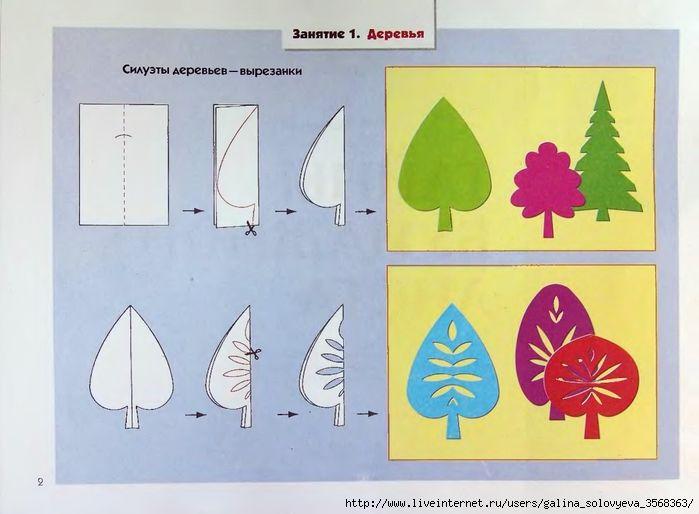 Занятие 1. Деревья
Силуэты деревьев—вырезанки
2
http://www.liveinternet.ru/users/galina_solovyeva_3568363/